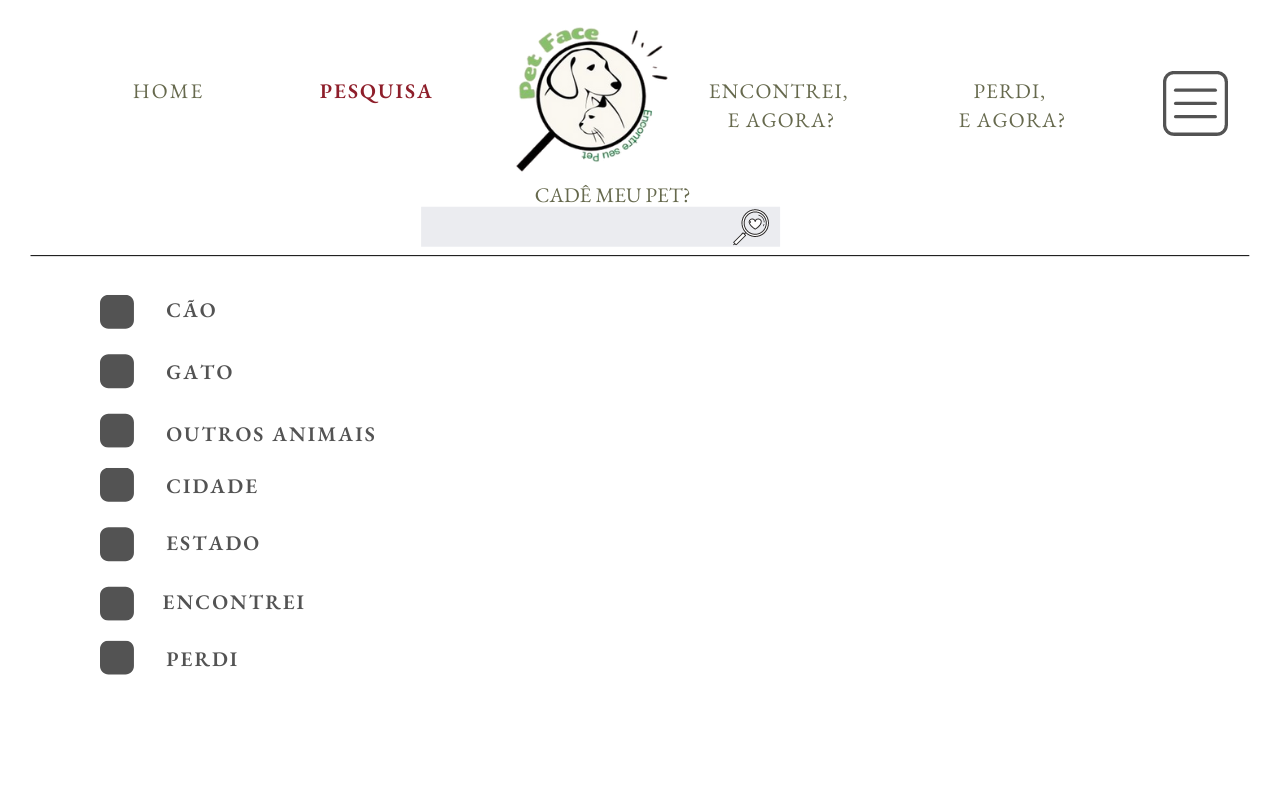 HOME
PESQUISA
Pet Face
Encontre seu Pet
ENCONTREI,
E AGORA?
PERDI,
E AGORA?
CADÊ MEU PET?
CÃO
GATO
OUTROS ANIMAIS
CIDADE
ESTADO
ENCONTREI
PERDI